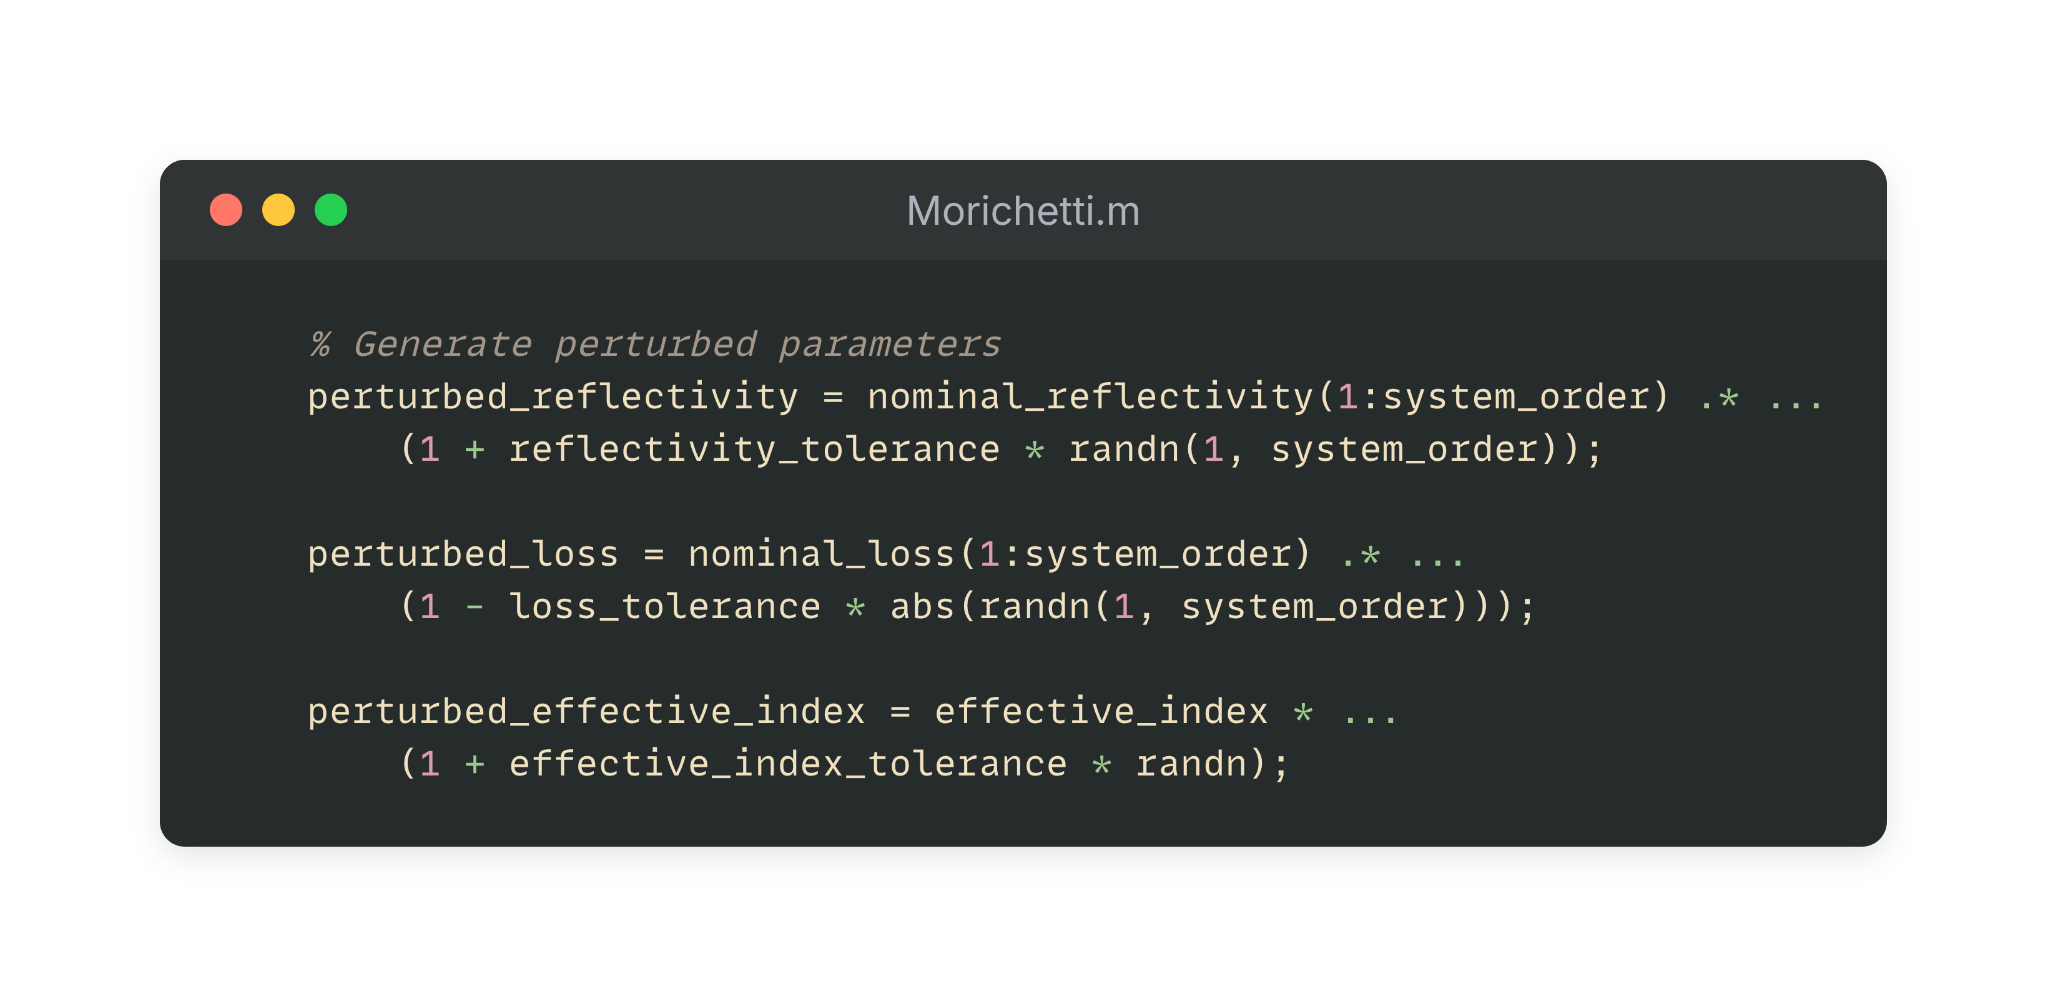 Morichetti.m
% Generate perturbed parameters
perturbed_reflectivity = nominal_reflectivity(1:system_order) .* ...
(1 + reflectivity_tolerance * randn(1, system_order));
perturbed_loss = nominal_loss(1:system_order) .* ...
(1 - loss_tolerance * abs(randn(1, system_order)));
perturbed_effective_index = effective_index * ...
(1 + effective_index_tolerance * randn);